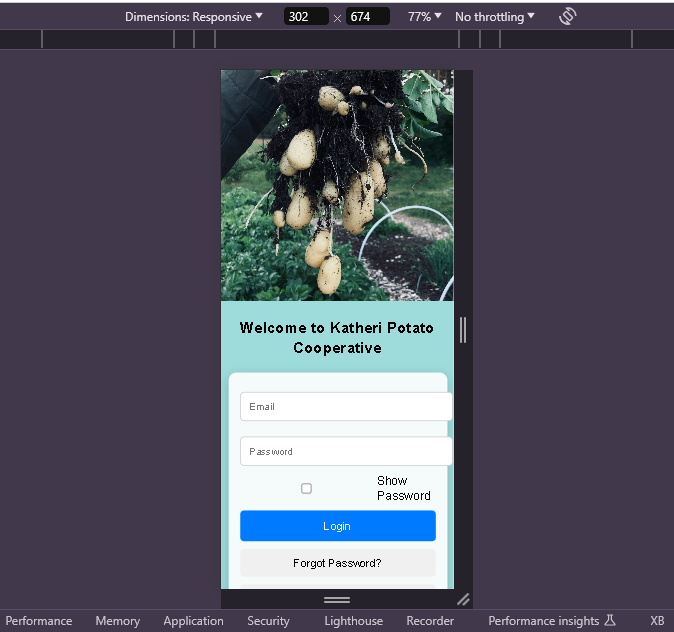 Dimensions: Responsive 302 × 674 77% No throttling
Welcome to Katheri Potato
Cooperative
Email
Password
Show
Password
Login
Forgot Password?
Performance Memory Application Security Lighthouse Recorder Performance insights XB